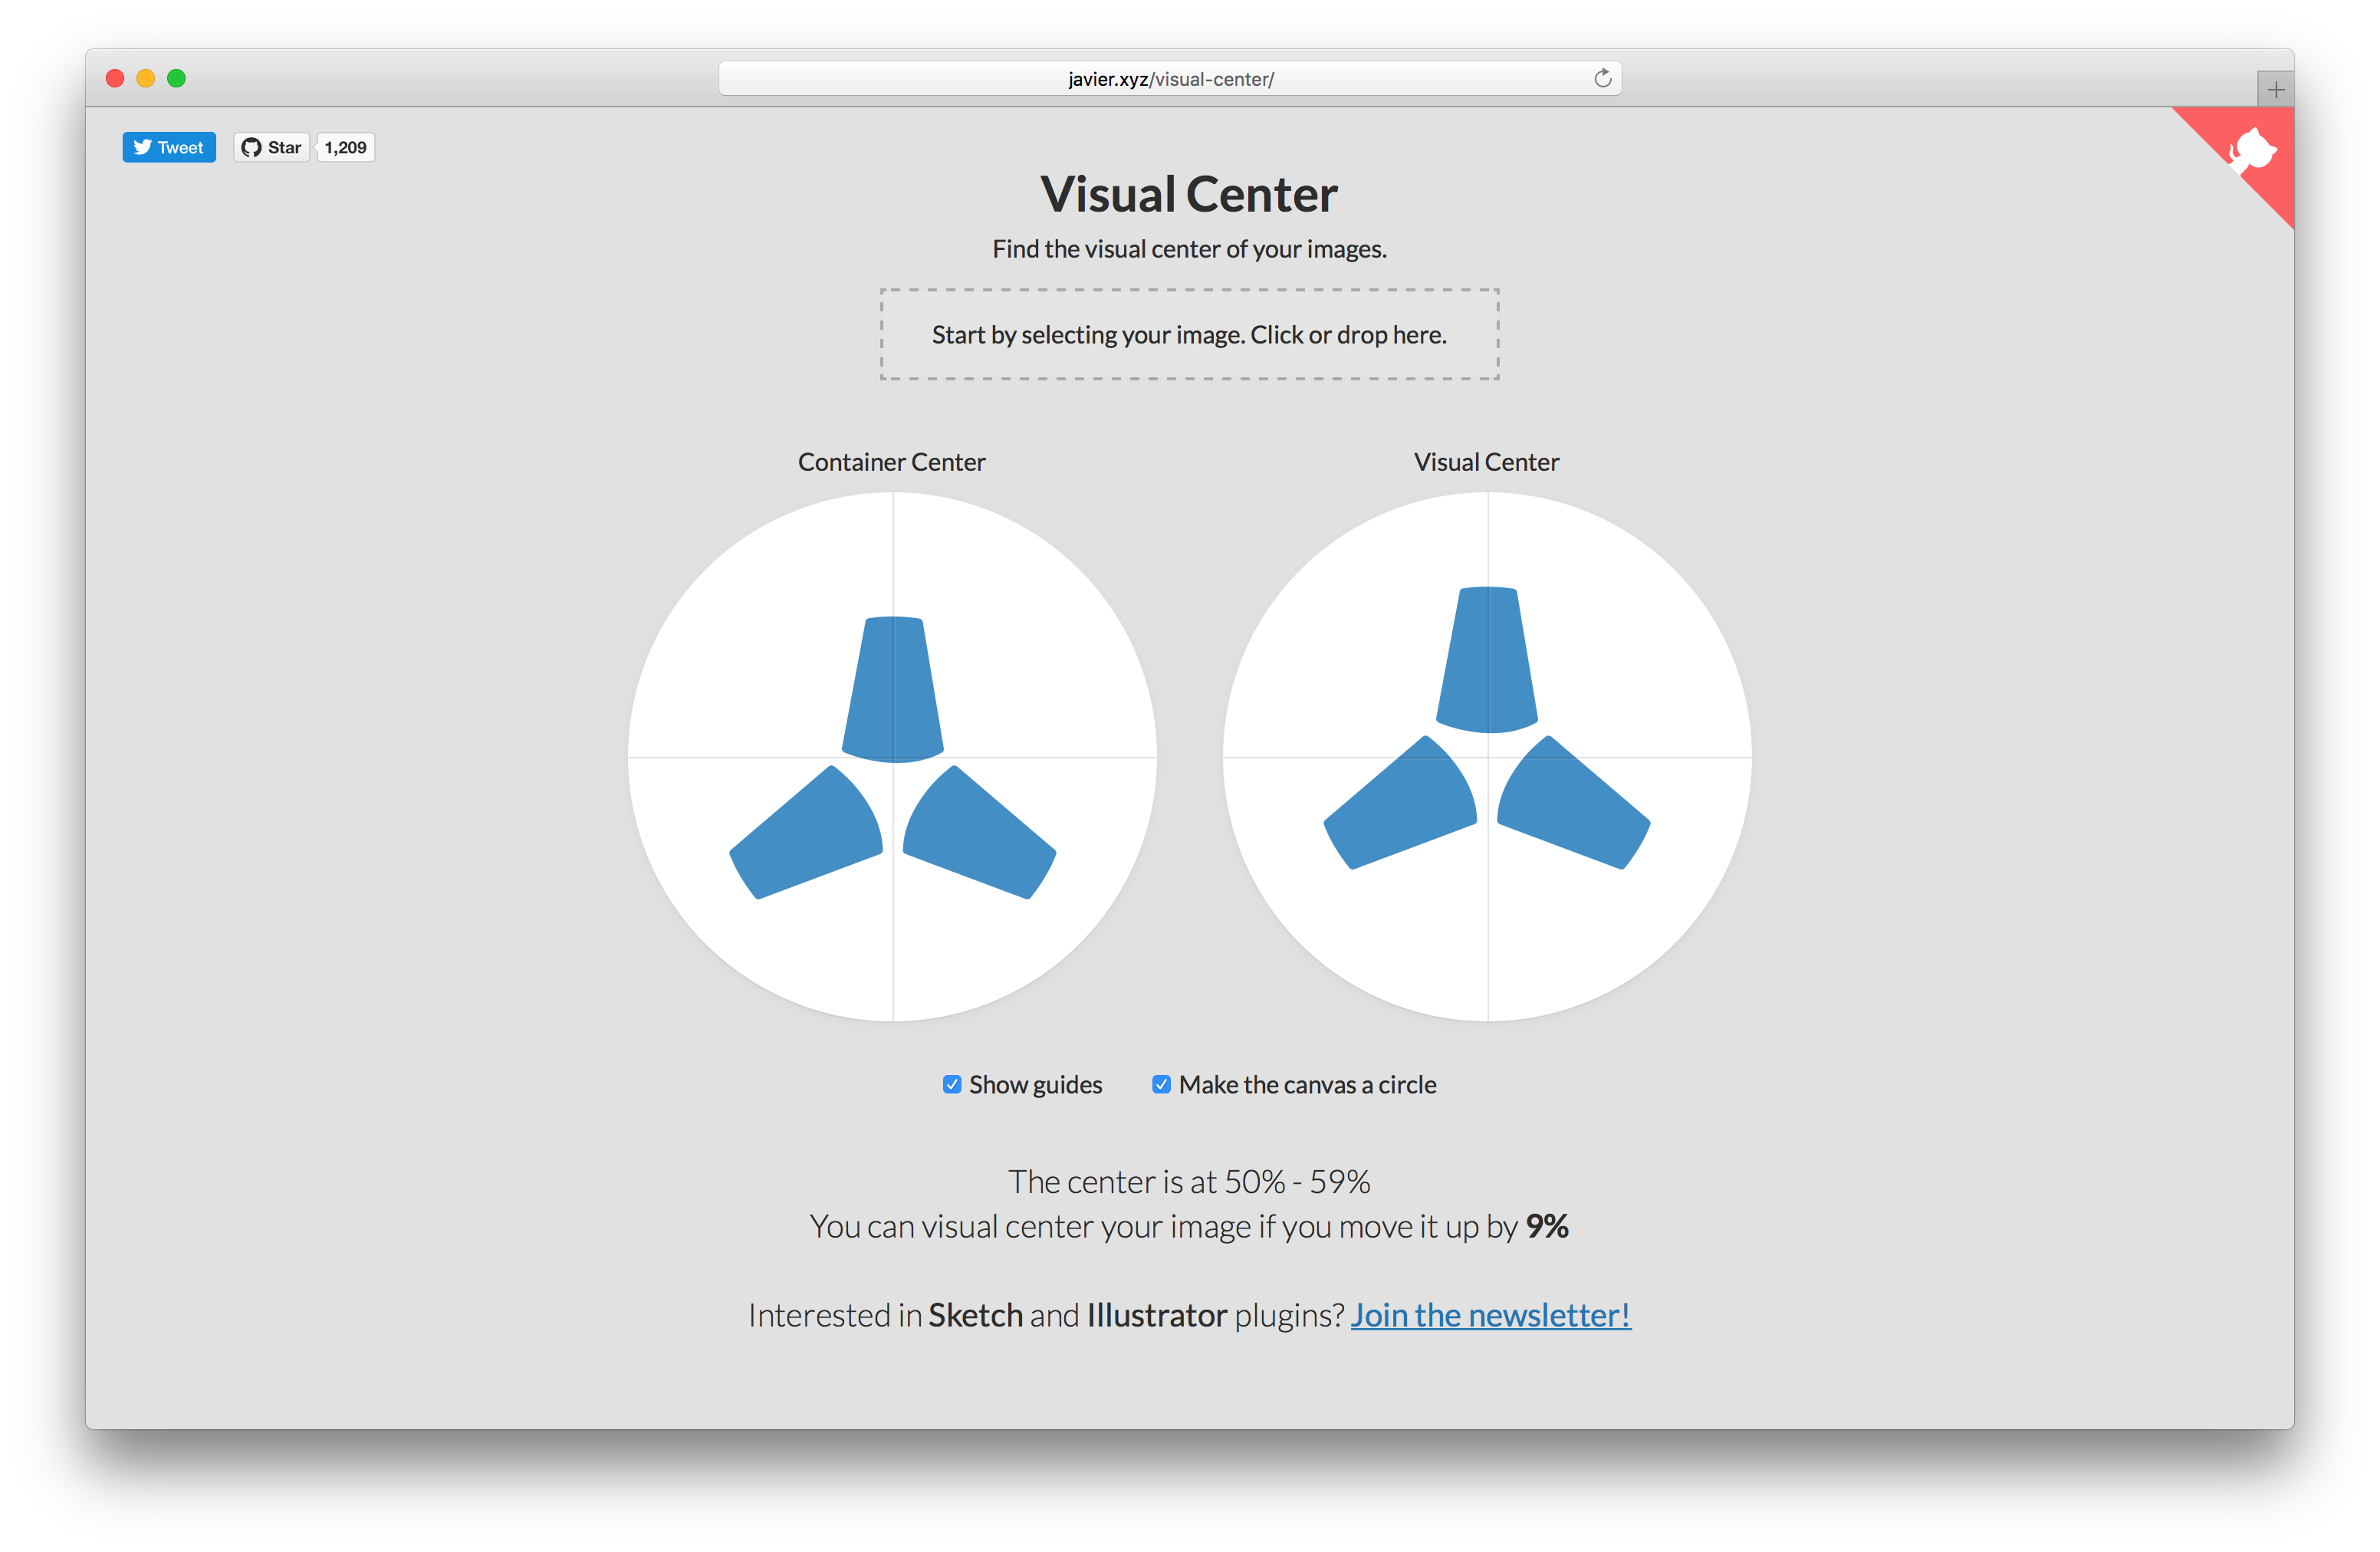 javier.xyz/visual-center/
Tweet
Star
1,209
Visual Center
Find the visual center of your images.
Start by selecting your image. Click or drop here.
Container Center
Visual Center
Show guides
Make the canvas a circle
The center is at 50% - 59%
You can visual center your image if you move it up by 9%
Interested in Sketch and Illustrator plugins? Join the newsletter!